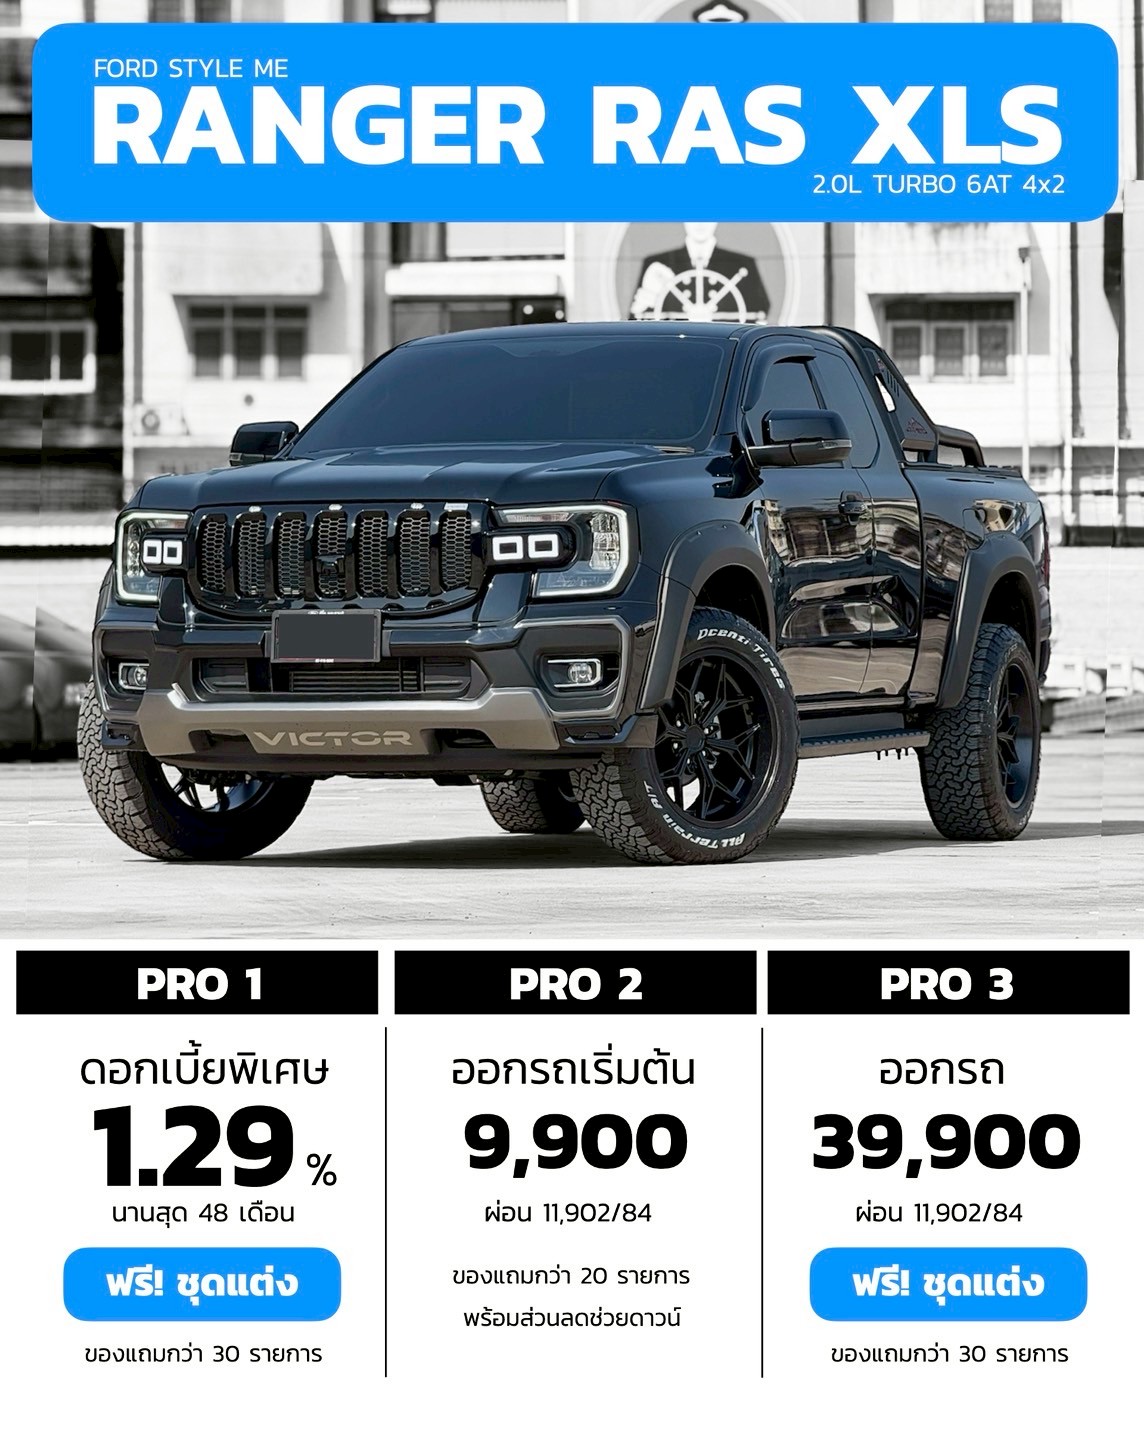 FORD STYLE ME
RANGER RAS XLS
2.0L TURBO 6AT 4x2
VICTOR
Dcenti Tires
ALL Terrain A/T
PRO 1
ดอกเบี้ยพิเศษ
1.29 %
นานสุด 48 เดือน
ฟรี! ชุดแต่ง
ของแถมกว่า 30 รายการ
PRO 2
ออกรถเริ่มต้น
9,900
ผ่อน 11,902/84
ของแถมกว่า 20 รายการ
พร้อมส่วนลดช่วยดาวน์
PRO 3
ออกรถ
39,900
ผ่อน 11,902/84
ฟรี! ชุดแต่ง
ของแถมกว่า 30 รายการ